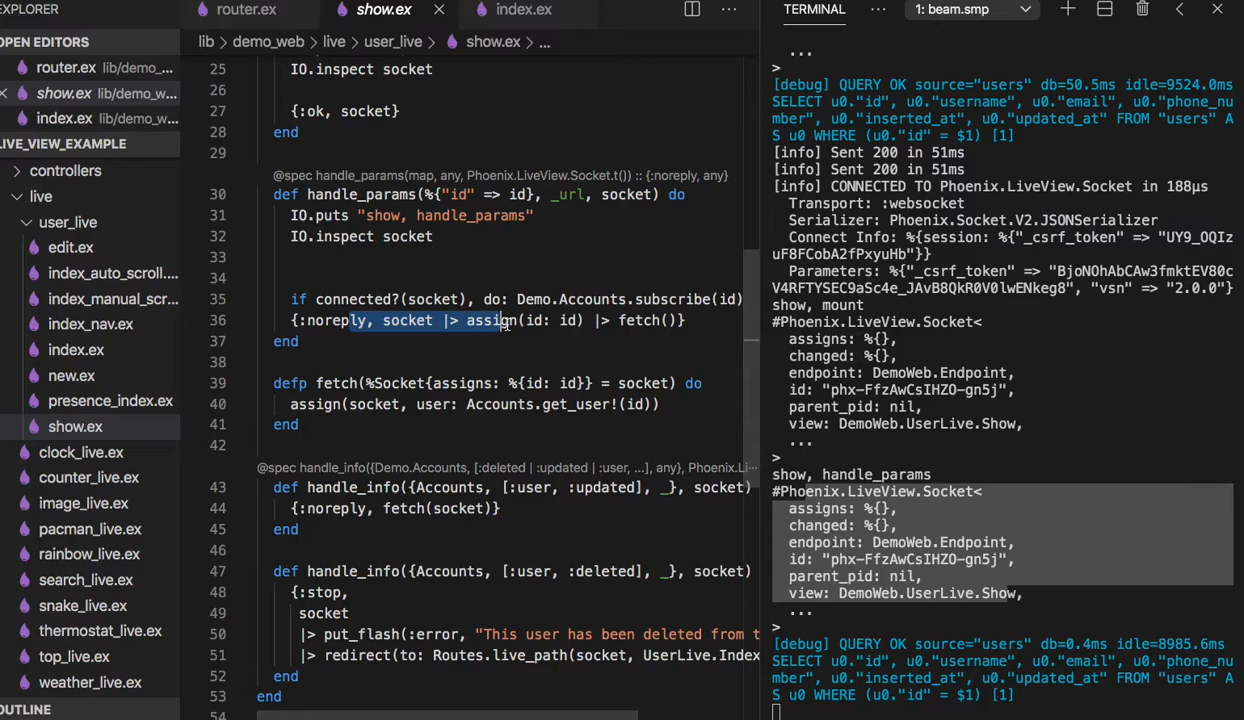 EXPLORER
OPEN EDITORS
router.ex lib/demo_...
show.ex lib/demo_w...
index.ex lib/demo_w...
LIVE_VIEW_EXAMPLE
controllers
live
user_live
edit.ex
index_auto_scroll....
index_manual_scr...
index_nav.ex
index.ex
new.ex
presence_index.ex
show.ex
clock_live.ex
counter_live.ex
image_live.ex
pacman_live.ex
rainbow_live.ex
search_live.ex
snake_live.ex
thermostat_live.ex
top_live.ex
weather_live.ex
OUTLINE
router.ex
show.ex
index.ex
lib > demo_web > live > user_live > show.ex > ...
25 IO.inspect socket
26
27 {:ok, socket}
28 end
29
@spec handle_params(map, any, Phoenix.LiveView.Socket.t()) :: {:noreply, any}
30 def handle_params(%{"id" => id}, _url, socket) do
31 IO.puts "show, handle_params"
32 IO.inspect socket
33
34
35 if connected?(socket), do: Demo.Accounts.subscribe(id)
36 {:noreply, socket |> assign(id: id) |> fetch()}
37 end
38
39 defp fetch(%Socket{assigns: %{id: id}} = socket) do
40 assign(socket, user: Accounts.get_user!(id))
41 end
42
@spec handle_info({Demo.Accounts, [:deleted | :updated | :user, ...], any}, Phoenix.Li...
43 def handle_info({Accounts, [:user, :updated], _}, socket)
44 {:noreply, fetch(socket)}
45 end
46
47 def handle_info({Accounts, [:user, :deleted], _}, socket)
48 {:stop,
49 socket
50 |> put_flash(:error, "This user has been deleted from t
51 |> redirect(to: Routes.live_path(socket, UserLive.Index
52 end
53 end
54
TERMINAL
...
1: beam.smp
...
>
[debug] QUERY OK source="users" db=50.5ms idle=9524.0ms
SELECT u0."id", u0."username", u0."email", u0."phone_nu
mber", u0."inserted_at", u0."updated_at" FROM "users" A
S u0 WHERE (u0."id" = $1) [1]
[info] Sent 200 in 51ms
[info] Sent 200 in 51ms
[info] CONNECTED TO Phoenix.LiveView.Socket in 188µs
Transport: :websocket
Serializer: Phoenix.Socket.V2.JSONSerializer
Connect Info: %{session: %{"_csrf_token" => "UY9_OQIz
uF8FCobA2fPxyuHb"}}
Parameters: %{"_csrf_token" => "BjoNOhAbCAw3fmktEV80c
V4RFTYSEC9aSc4e_JAvB8QkR0V0lwENkeg8", "vsn" => "2.0.0"}
show, mount
#Phoenix.LiveView.Socket<
assigns: %{},
changed: %{},
endpoint: DemoWeb.Endpoint,
id: "phx-FfzAwCsIHZO-gn5j",
parent_pid: nil,
view: DemoWeb.UserLive.Show,
...
>
show, handle_params
#Phoenix.LiveView.Socket<
assigns: %{},
changed: %{},
endpoint: DemoWeb.Endpoint,
id: "phx-FfzAwCsIHZO-gn5j",
parent_pid: nil,
view: DemoWeb.UserLive.Show,
...
>
[debug] QUERY OK source="users" db=0.4ms idle=8985.6ms
SELECT u0."id", u0."username", u0."email", u0."phone_nu
mber", u0."inserted_at", u0."updated_at" FROM "users" A
S u0 WHERE (u0."id" = $1) [1]